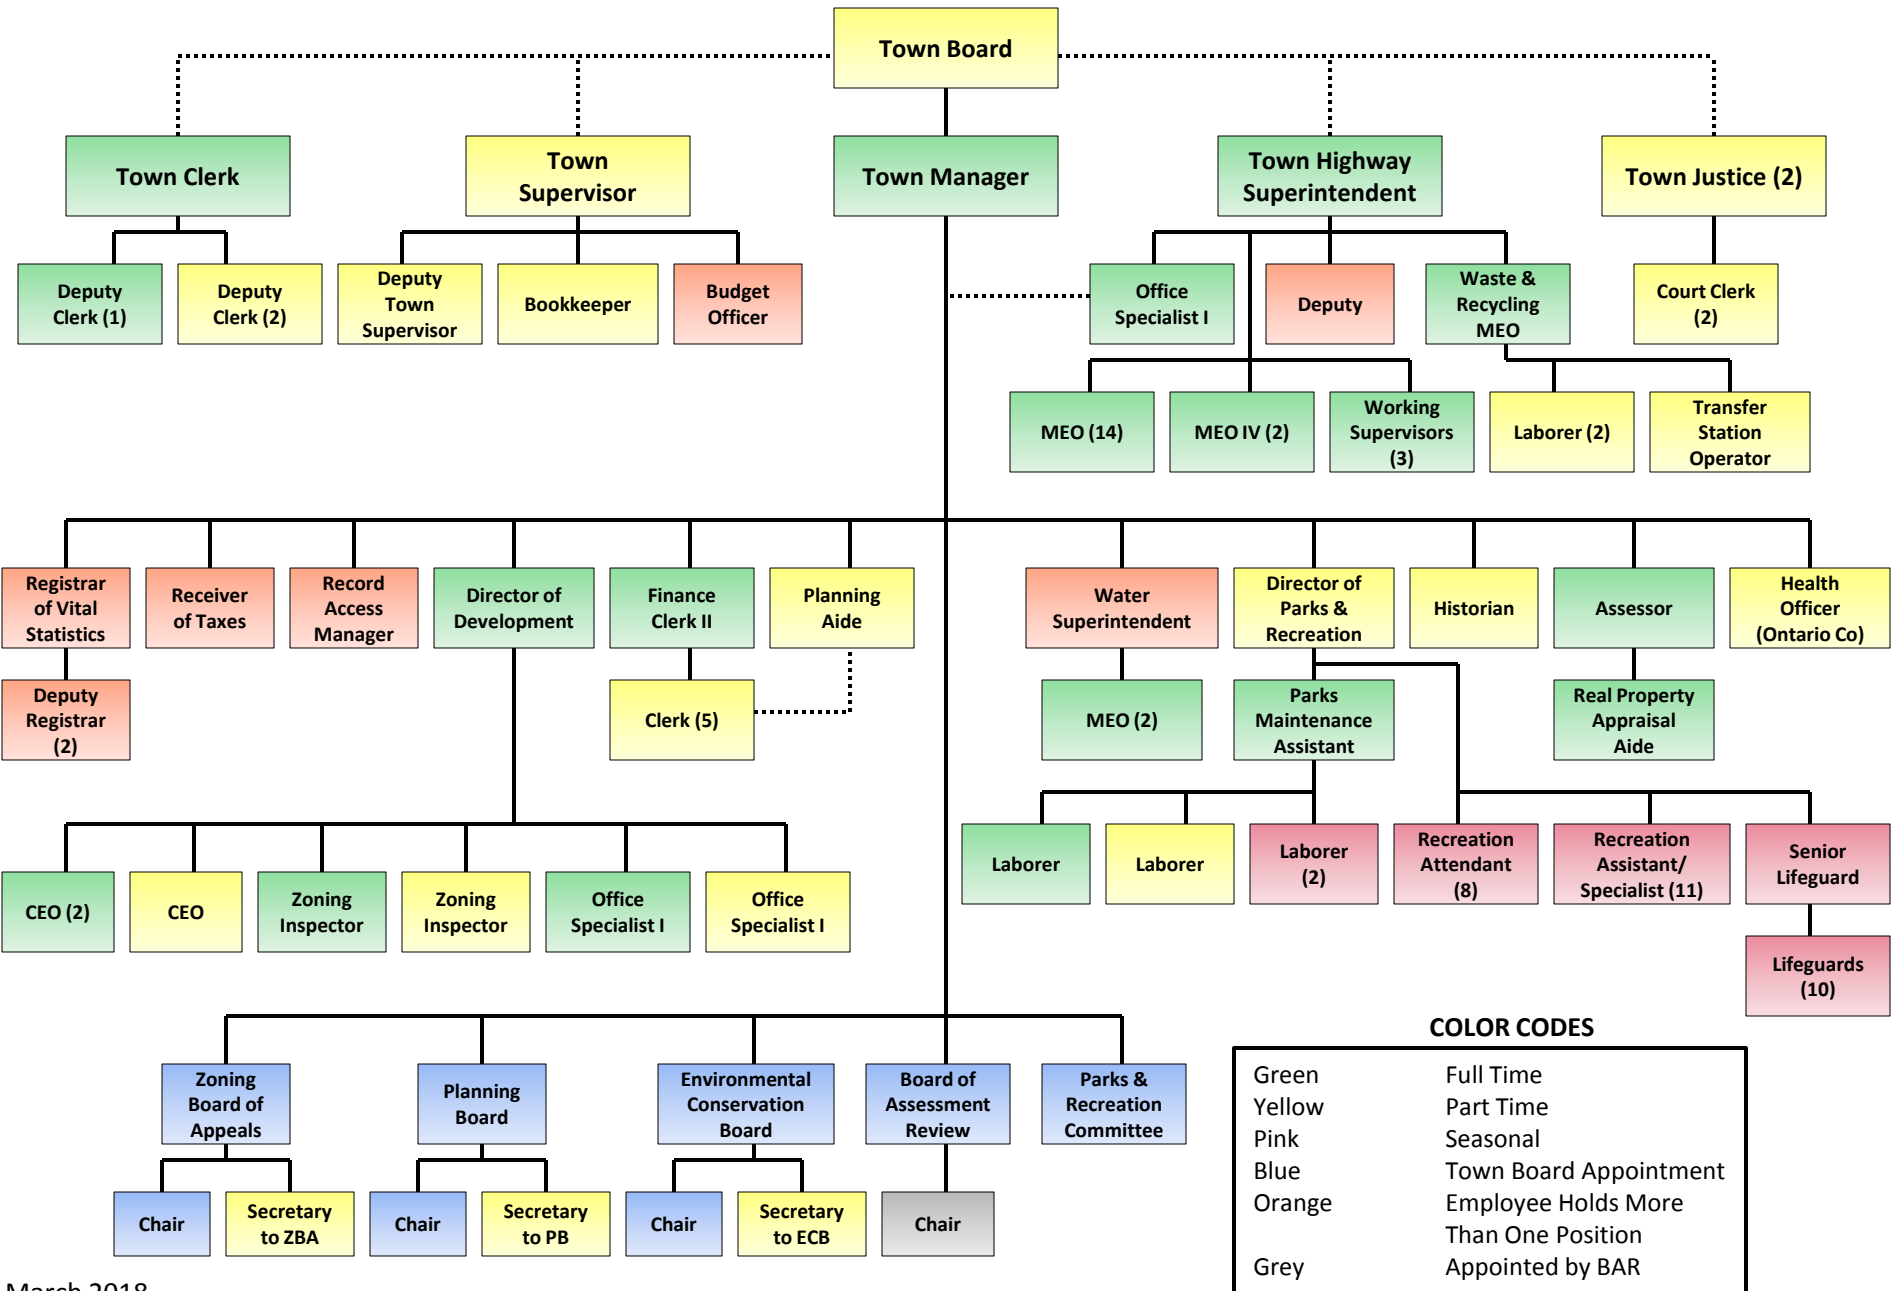 Town Board
Town Clerk
Town
Supervisor
Town Manager
Town Highway
Superintendent
Town Justice (2)
Deputy
Clerk (1)
Deputy
Clerk (2)
Deputy
Town
Supervisor
Bookkeeper
Budget
Officer
Office
Specialist I
Deputy
Waste &
Recycling
MEO
Court Clerk
(2)
MEO (14)
MEO IV (2)
Working
Supervisors
(3)
Laborer (2)
Transfer
Station
Operator
Registrar
of Vital
Statistics
Receiver
of Taxes
Record
Access
Manager
Director of
Development
Finance
Clerk II
Planning
Aide
Water
Superintendent
Director of
Parks &
Recreation
Historian
Assessor
Health
Officer
(Ontario Co)
Deputy
Registrar
(2)
Clerk (5)
MEO (2)
Parks
Maintenance
Assistant
Real Property
Appraisal
Aide
Laborer
Laborer
Laborer
(2)
Recreation
Attendant
(8)
Recreation
Assistant/
Specialist (11)
Senior
Lifeguard
CEO (2)
CEO
Zoning
Inspector
Zoning
Inspector
Office
Specialist I
Office
Specialist I
Lifeguards
(10)
Zoning
Board of
Appeals
Planning
Board
Environmental
Conservation
Board
Board of
Assessment
Review
Parks &
Recreation
Committee
Chair
Secretary
to ZBA
Chair
Secretary
to PB
Chair
Secretary
to ECB
Chair
COLOR CODES
Green Full Time
Yellow Part Time
Pink Seasonal
Blue Town Board Appointment
Orange Employee Holds More
Than One Position
Grey Appointed by BAR
March 2018